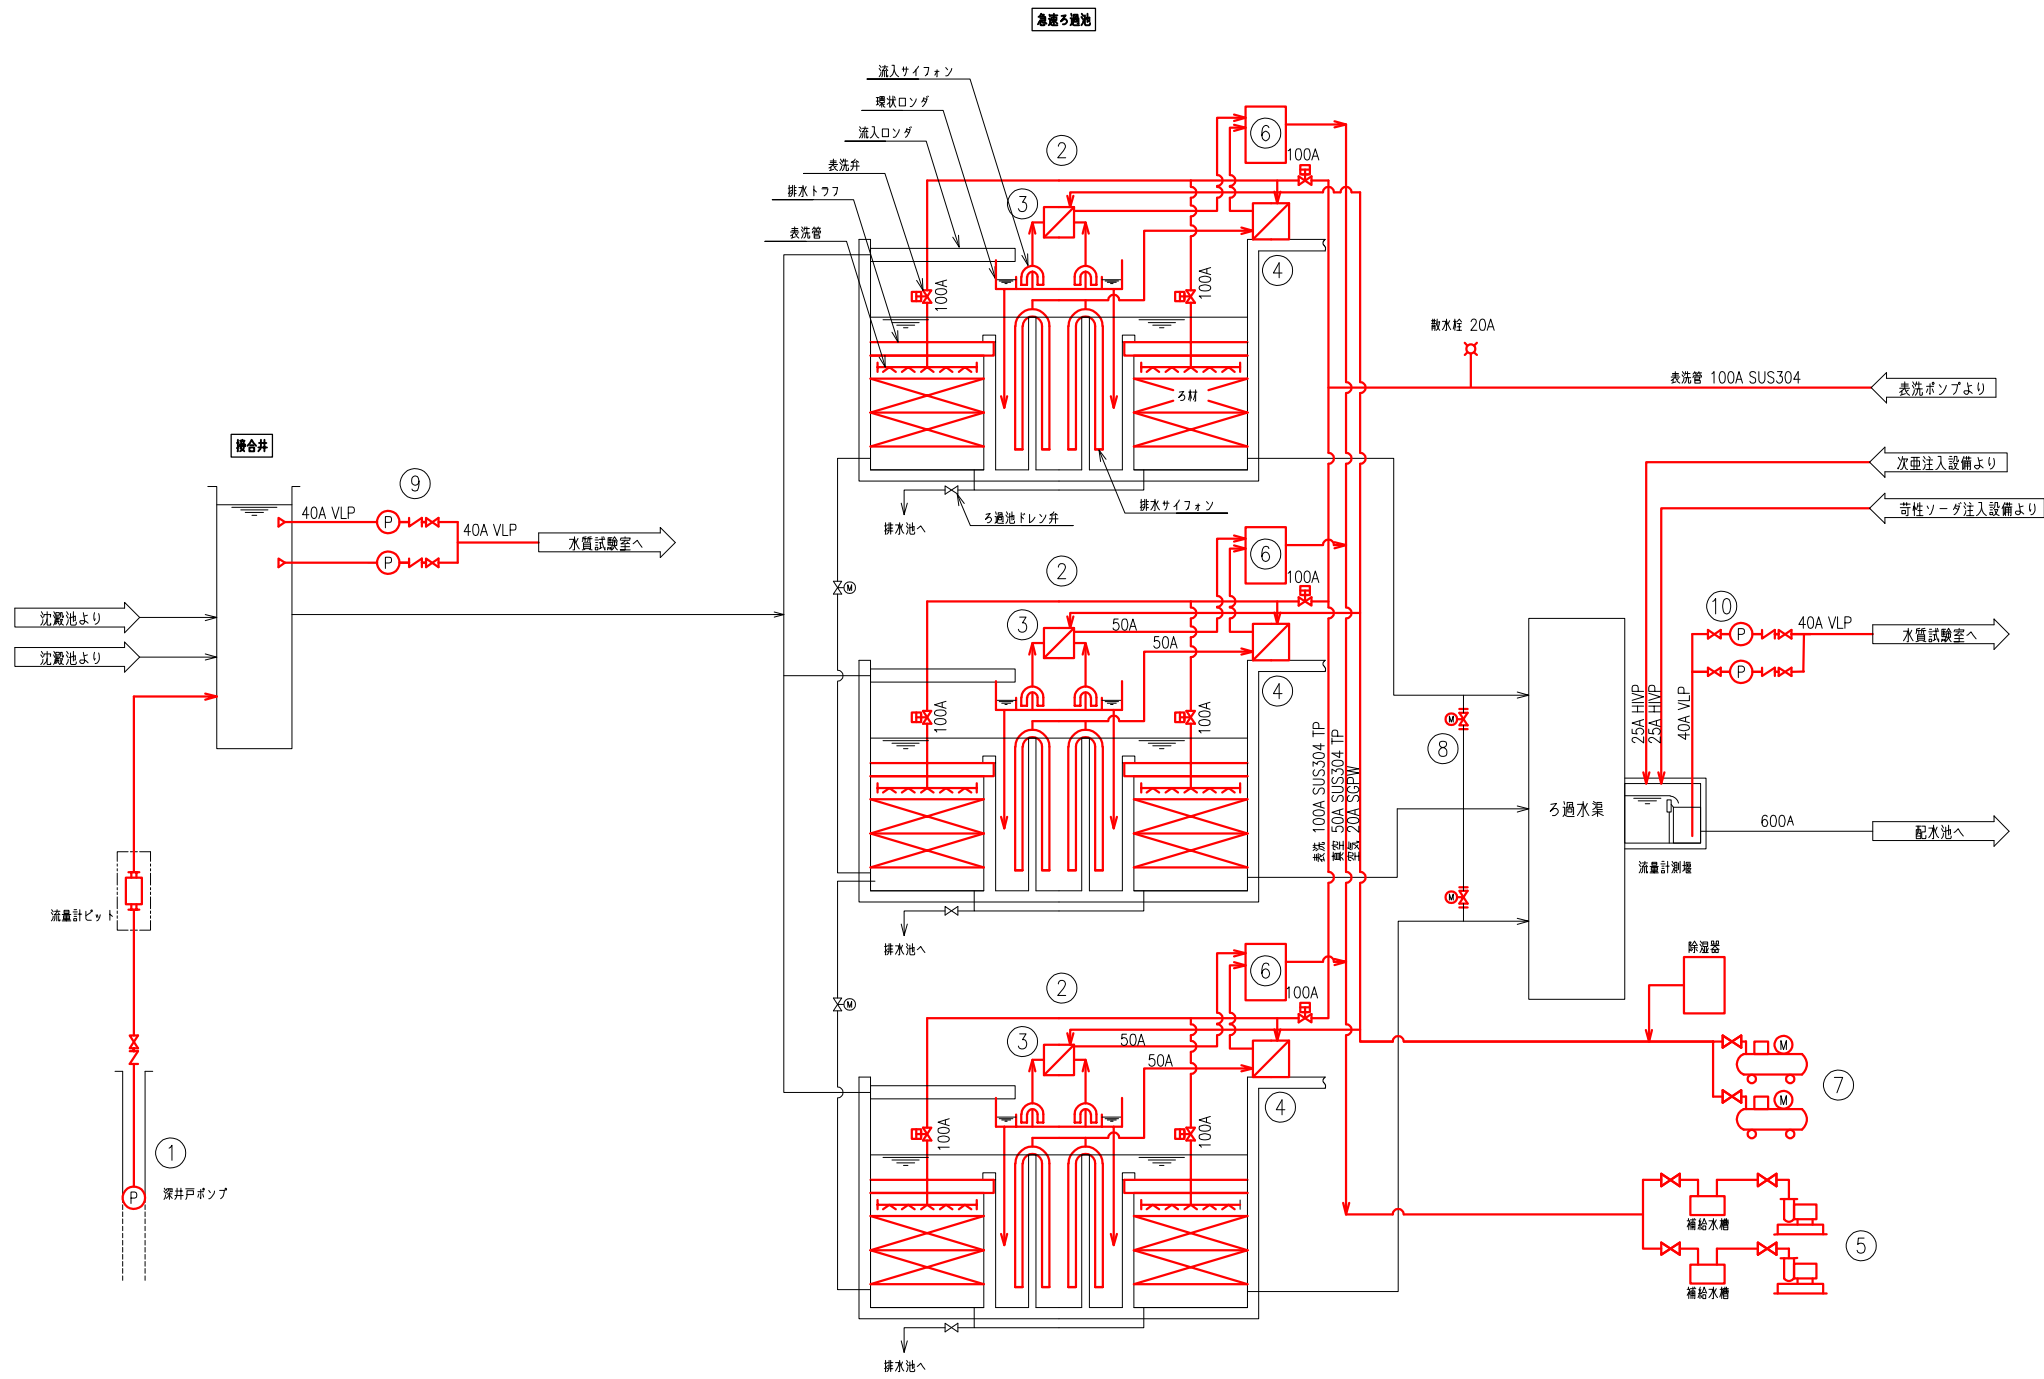 急速ろ過池
流入サイフォン
環状ロンダ
流入ロンダ
表洗弁
排水トラフ
表洗管
2
3
6
100A
4
100A
100A
ろ材
散水栓 20A
表洗管 100A SUS304
表洗ポンプより
次亜注入設備より
苛性ソーダ注入設備より
接合井
9
40A VLP
P
40A VLP
P
水質試験室へ
沈澱池より
沈澱池より
排水池へ
ろ過池ドレン弁
排水サイフォン
M
2
3
6
100A
50A
50A
4
100A
100A
表洗 100A SUS304 TP
真空 50A SUS304 TP
空気 20A SGPW
M
8
M
ろ過水渠
25A HIVP
25A HIVP
40A VLP
10
P
P
40A VLP
水質試験室へ
600A
配水池へ
流量計測堰
流量計ピット
排水池へ
M
2
3
6
100A
50A
50A
4
100A
100A
除湿器
M
M
7
補給水槽
補給水槽
5
1
P
深井戸ポンプ
排水池へ